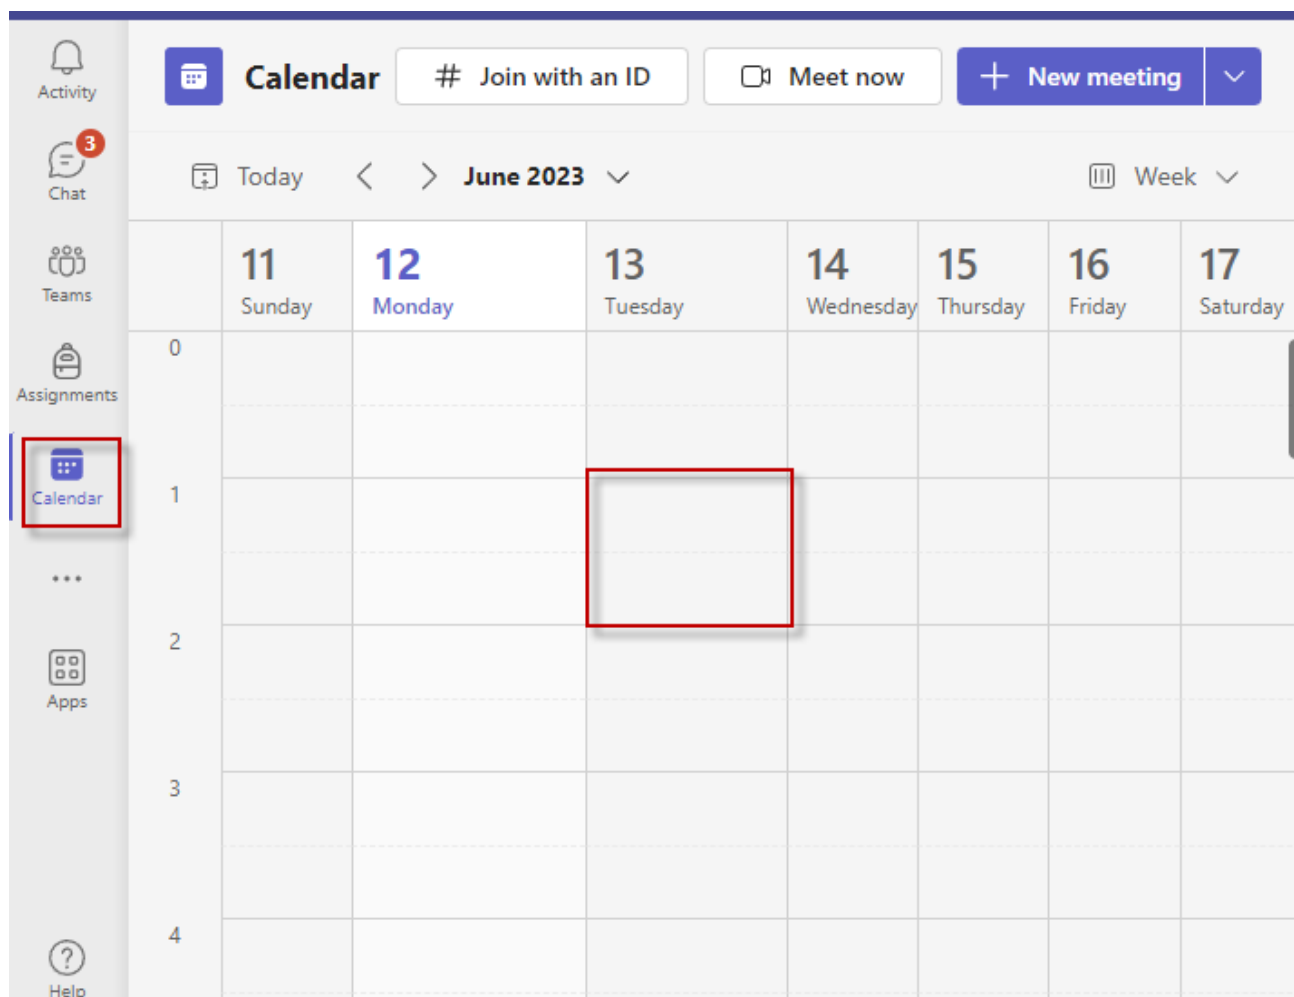 Activity
3
Chat
Teams
Assignments
Calendar
Apps
Help
Calendar
# Join with an ID
Meet now
+ New meeting
Today
June 2023
Week
11 12 13 14 15 16 17
Sunday Monday Tuesday Wednesday Thursday Friday Saturday
0
1
2
3
4